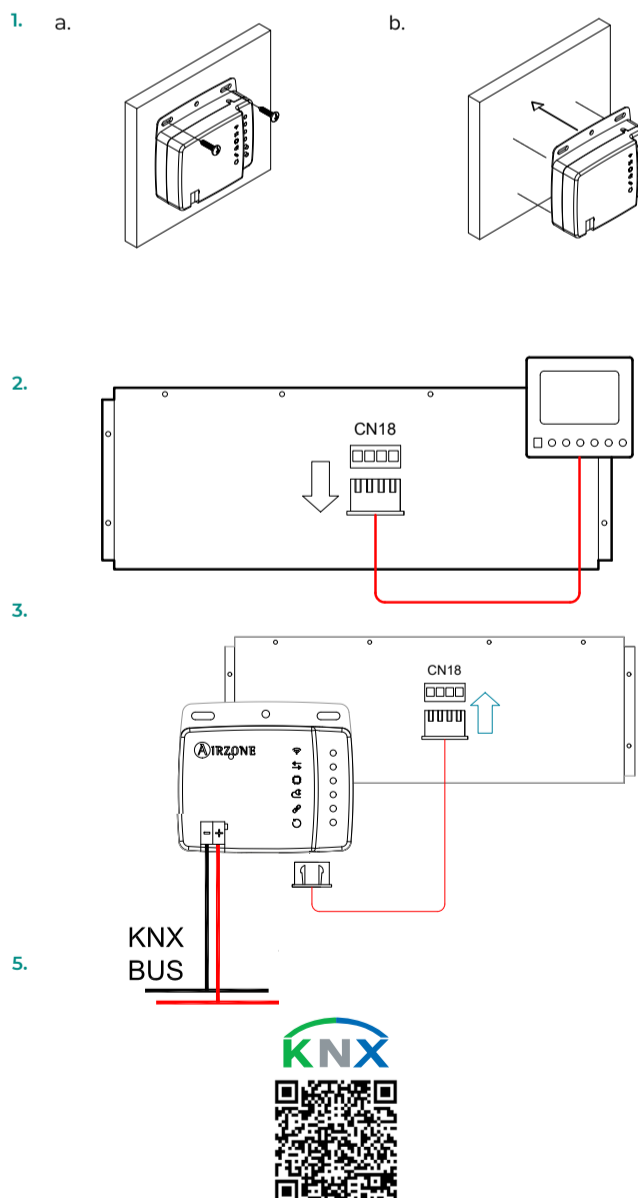 1. a. b.
2.
CN18
3.
CN18
AIRZONE
- +
KNX
BUS
5.
KNX